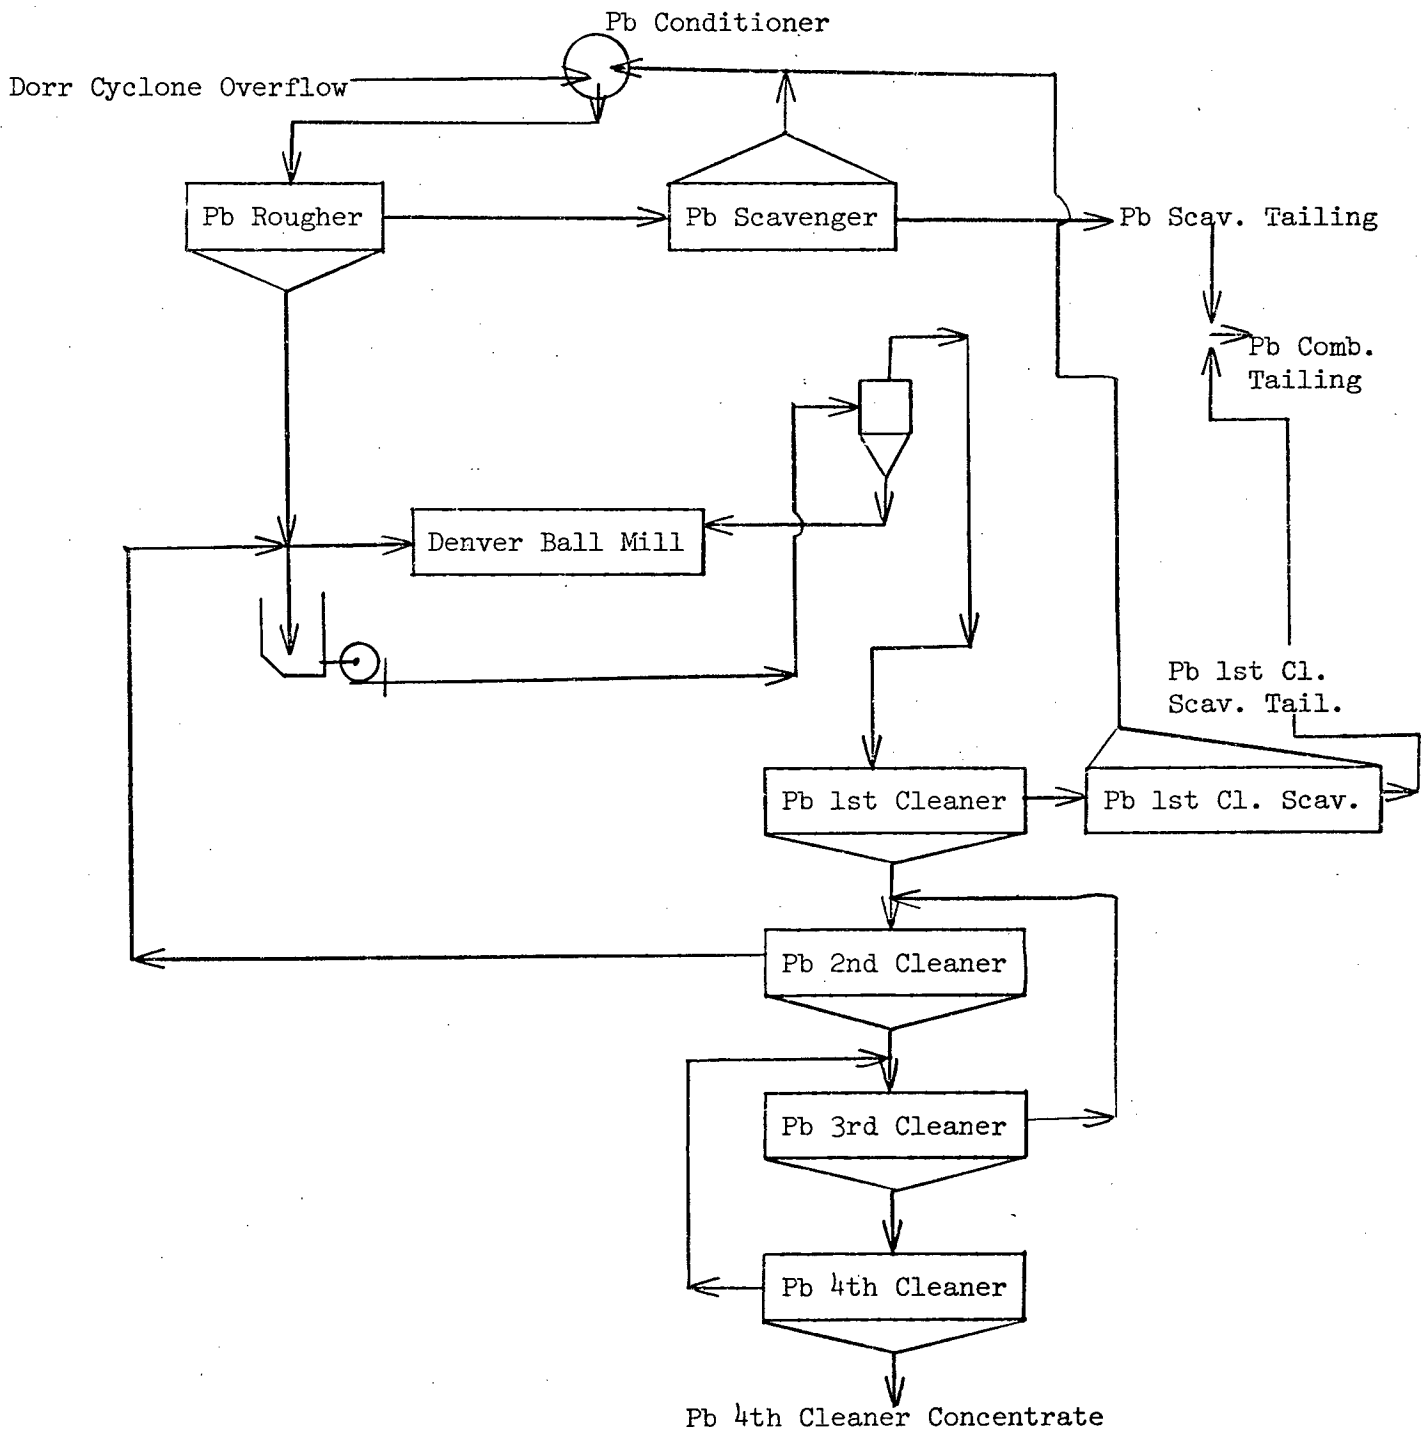 Pb Conditioner
Dorr Cyclone Overflow
Pb Rougher
Pb Scavenger
Pb Scav. Tailing
Pb Comb.
Tailing
Denver Ball Mill
Pb 1st Cl.
Scav. Tail.
Pb 1st Cleaner
Pb 1st Cl. Scav.
Pb 2nd Cleaner
Pb 3rd Cleaner
Pb 4th Cleaner
Pb 4th Cleaner Concentrate